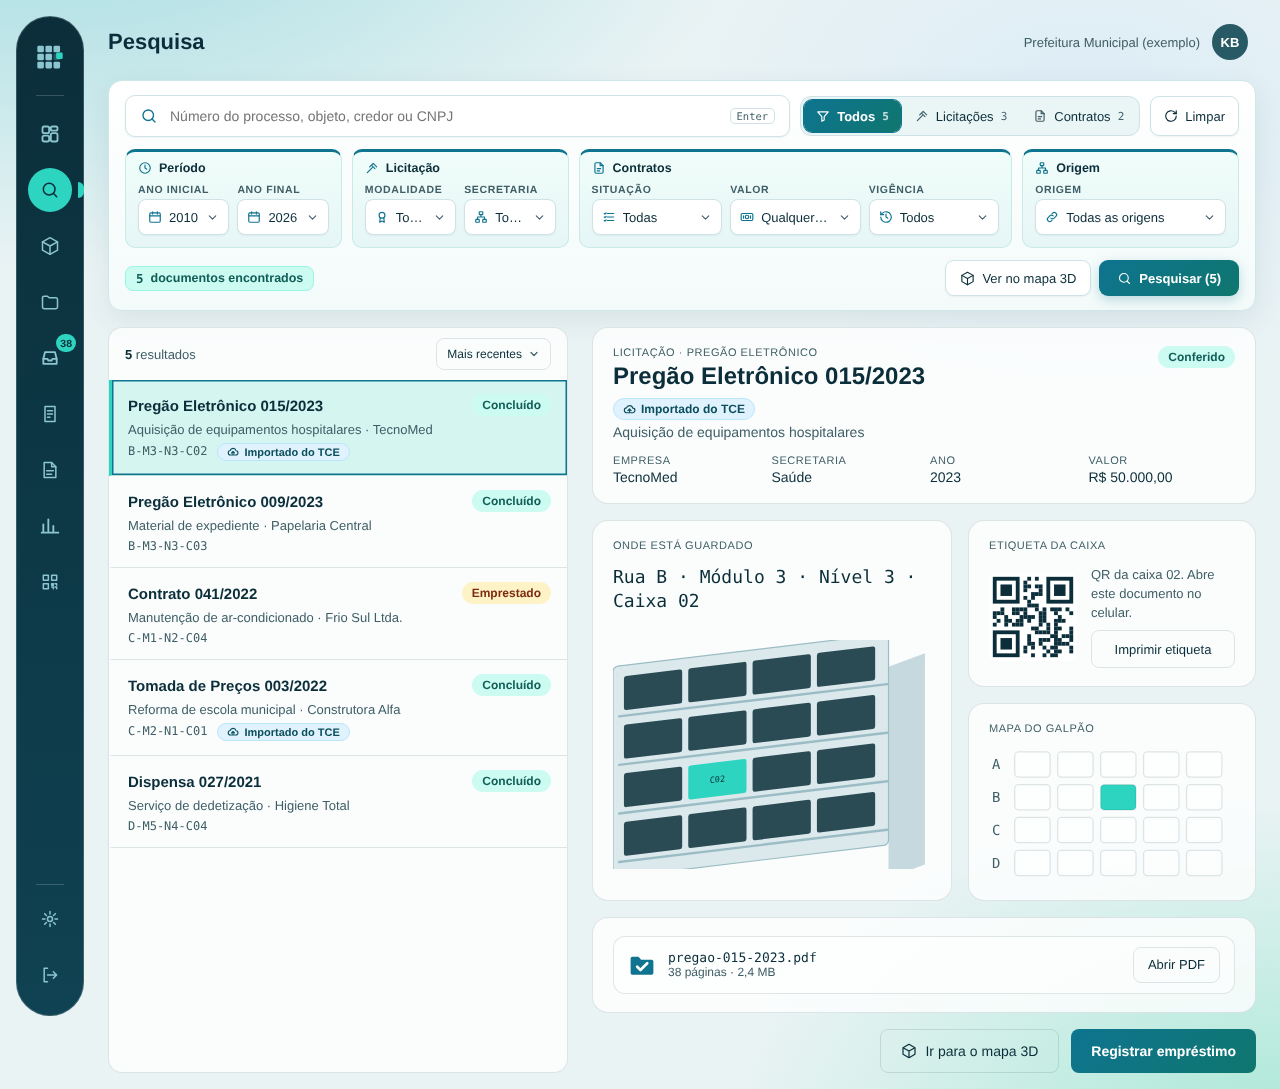 Pesquisa
Prefeitura Municipal (exemplo)
KB
Número do processo, objeto, credor ou CNPJ
Enter
Todos 5
Licitações 3
Contratos 2
Limpar
Período
ANO INICIAL
ANO FINAL
2010
2026
Licitação
MODALIDADE
SECRETARIA
To...
To...
Contratos
SITUAÇÃO
VALOR
VIGÊNCIA
Todas
Qualquer...
Todos
Origem
ORIGEM
Todas as origens
5 documentos encontrados
Ver no mapa 3D
Pesquisar (5)
38
5 resultados
Mais recentes
Pregão Eletrônico 015/2023
Concluído
Aquisição de equipamentos hospitalares · TecnoMed
B-M3-N3-C02
Importado do TCE
Pregão Eletrônico 009/2023
Concluído
Material de expediente · Papelaria Central
B-M3-N3-C03
Contrato 041/2022
Emprestado
Manutenção de ar-condicionado · Frio Sul Ltda.
C-M1-N2-C04
Tomada de Preços 003/2022
Concluído
Reforma de escola municipal · Construtora Alfa
C-M2-N1-C01
Importado do TCE
Dispensa 027/2021
Concluído
Serviço de dedetização · Higiene Total
D-M5-N4-C04
LICITAÇÃO · PREGÃO ELETRÔNICO
Conferido
Pregão Eletrônico 015/2023
Importado do TCE
Aquisição de equipamentos hospitalares
EMPRESA
SECRETARIA
ANO
VALOR
TecnoMed
Saúde
2023
R$ 50.000,00
ONDE ESTÁ GUARDADO
Rua B · Módulo 3 · Nível 3 ·
Caixa 02
C02
ETIQUETA DA CAIXA
QR da caixa 02. Abre
este documento no
celular.
Imprimir etiqueta
MAPA DO GALPÃO
A
B
C
D
pregao-015-2023.pdf
38 páginas · 2,4 MB
Abrir PDF
Ir para o mapa 3D
Registrar empréstimo